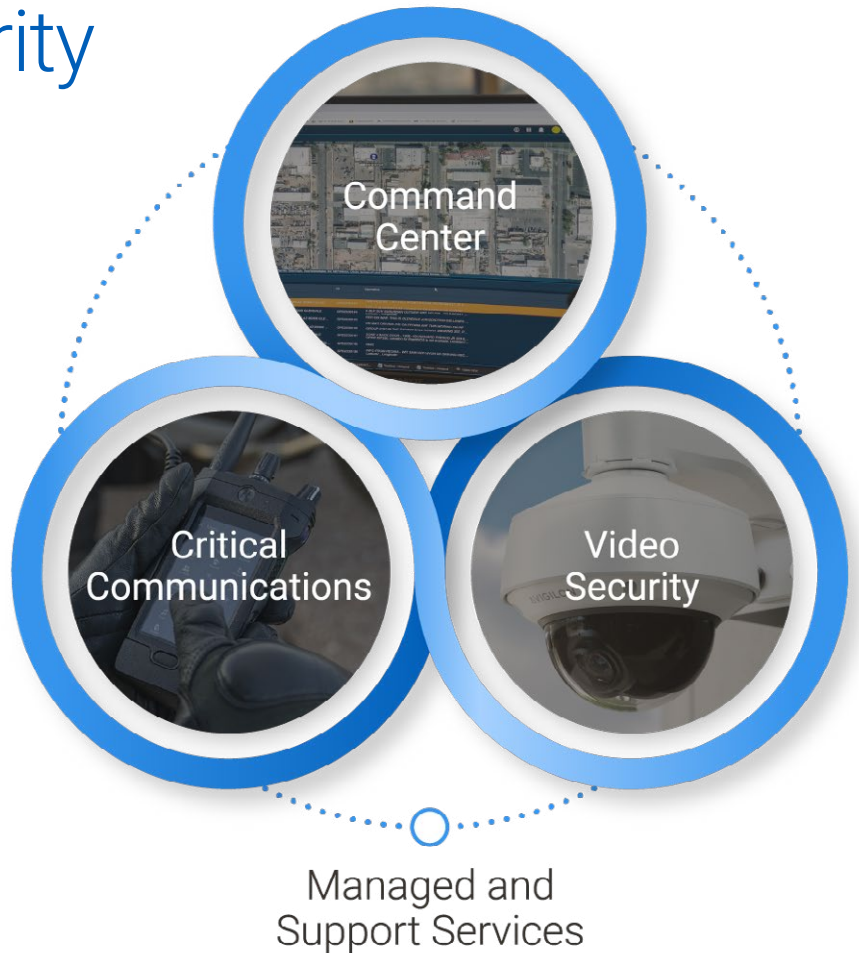 rity
Command
Center
Critical
Communications
Video
Security
Managed and
Support Services